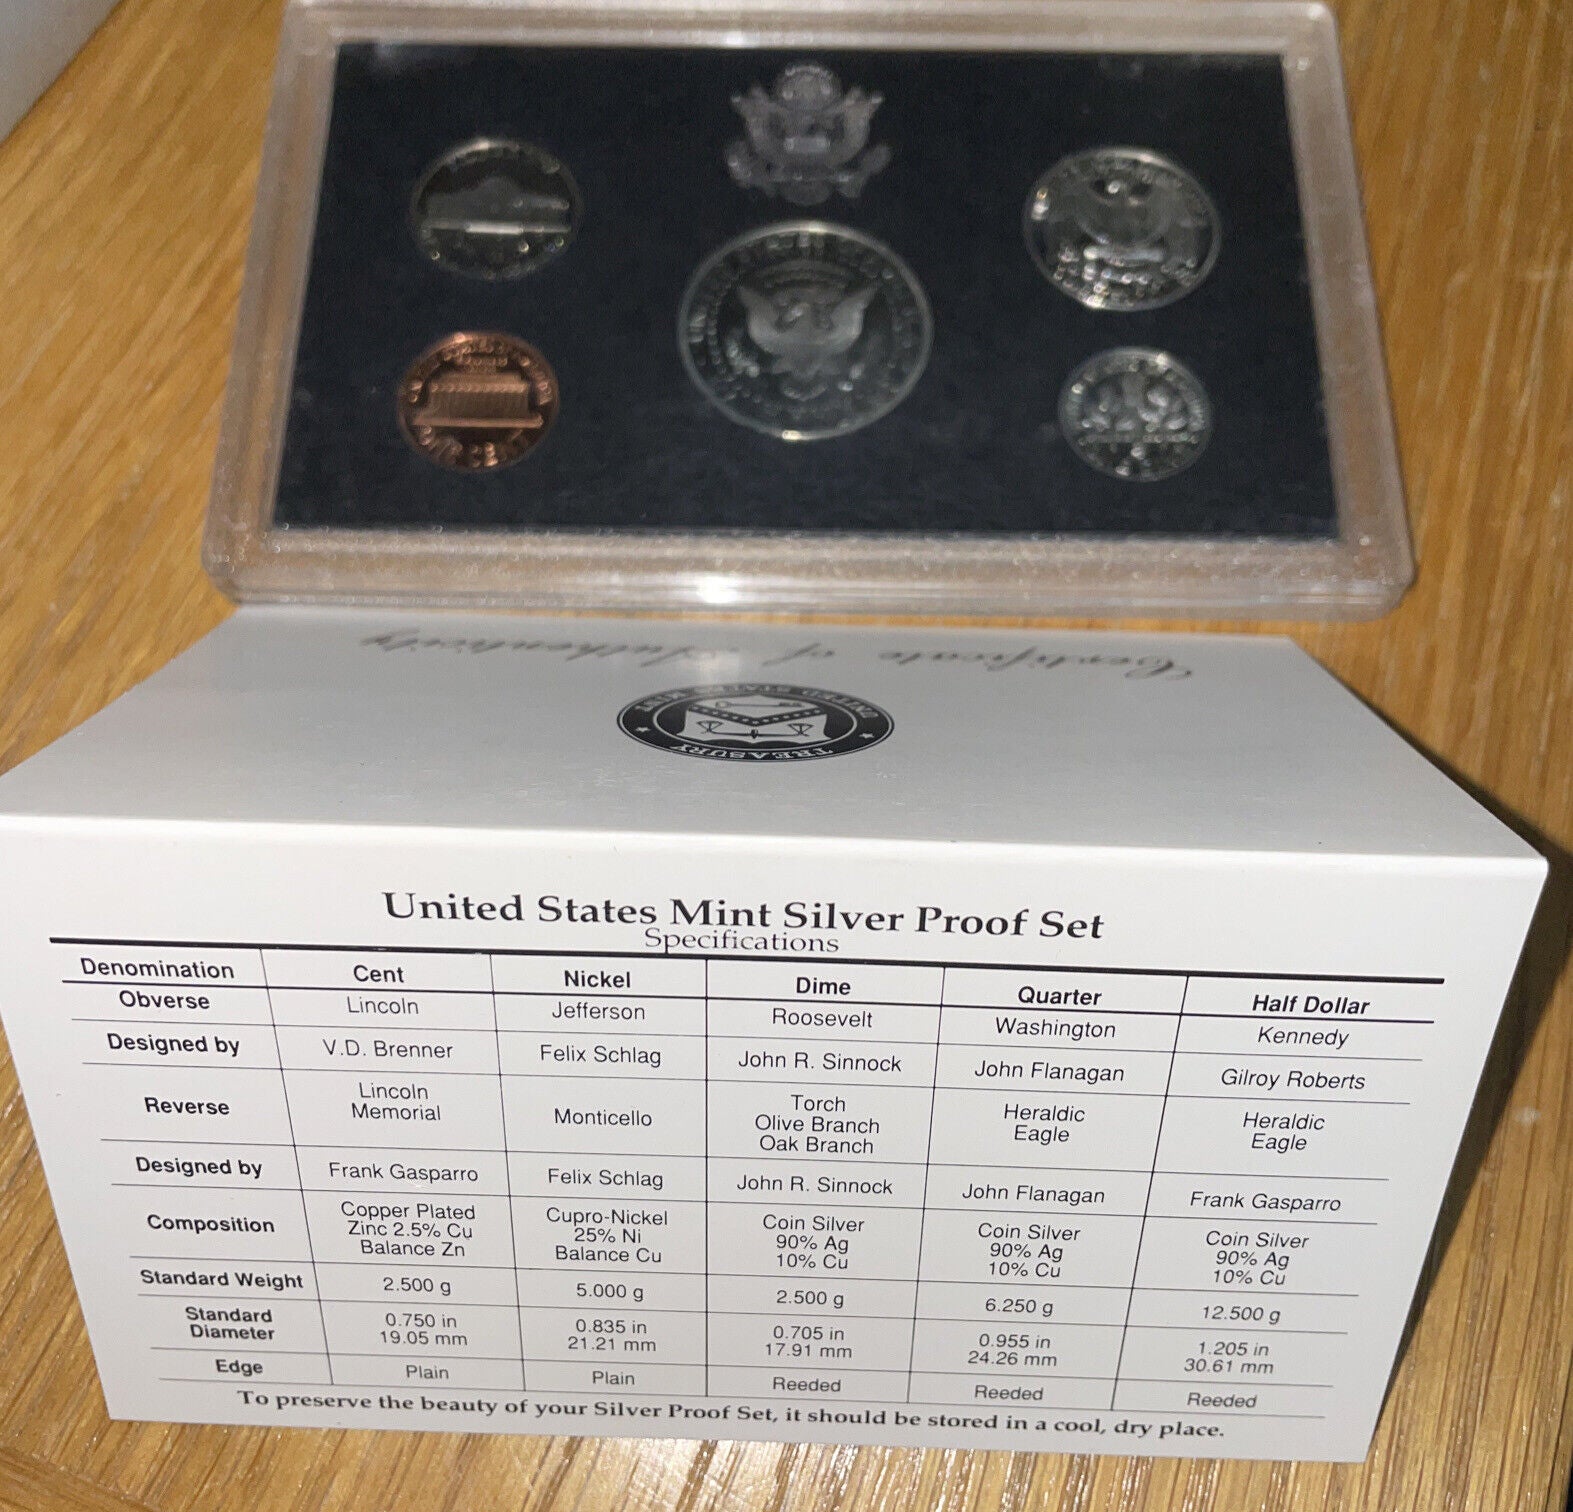 Certificate of Authenticity
UNITED STATES MINT
TREASURY
United States Mint Silver Proof Set
Specifications
Denomination Cent Nickel Dime Quarter Half Dollar
Obverse Lincoln Jefferson Roosevelt Washington Kennedy
Designed by V.D. Brenner Felix Schlag John R. Sinnock John Flanagan Gilroy Roberts
Reverse Lincoln Memorial Monticello Torch Olive Branch Oak Branch Heraldic Eagle Heraldic Eagle
Designed by Frank Gasparro Felix Schlag John R. Sinnock John Flanagan Frank Gasparro
Composition Copper Plated Zinc 2.5% Cu Balance Zn Cupro-Nickel 25% Ni Balance Cu Coin Silver 90% Ag 10% Cu Coin Silver 90% Ag 10% Cu Coin Silver 90% Ag 10% Cu
Standard Weight 2.500 g 5.000 g 2.500 g 6.250 g 12.500 g
Standard Diameter 0.750 in 19.05 mm 0.835 in 21.21 mm 0.705 in 17.91 mm 0.955 in 24.26 mm 1.205 in 30.61 mm
Edge Plain Plain Reeded Reeded Reeded
To preserve the beauty of your Silver Proof Set, it should be stored in a cool, dry place.